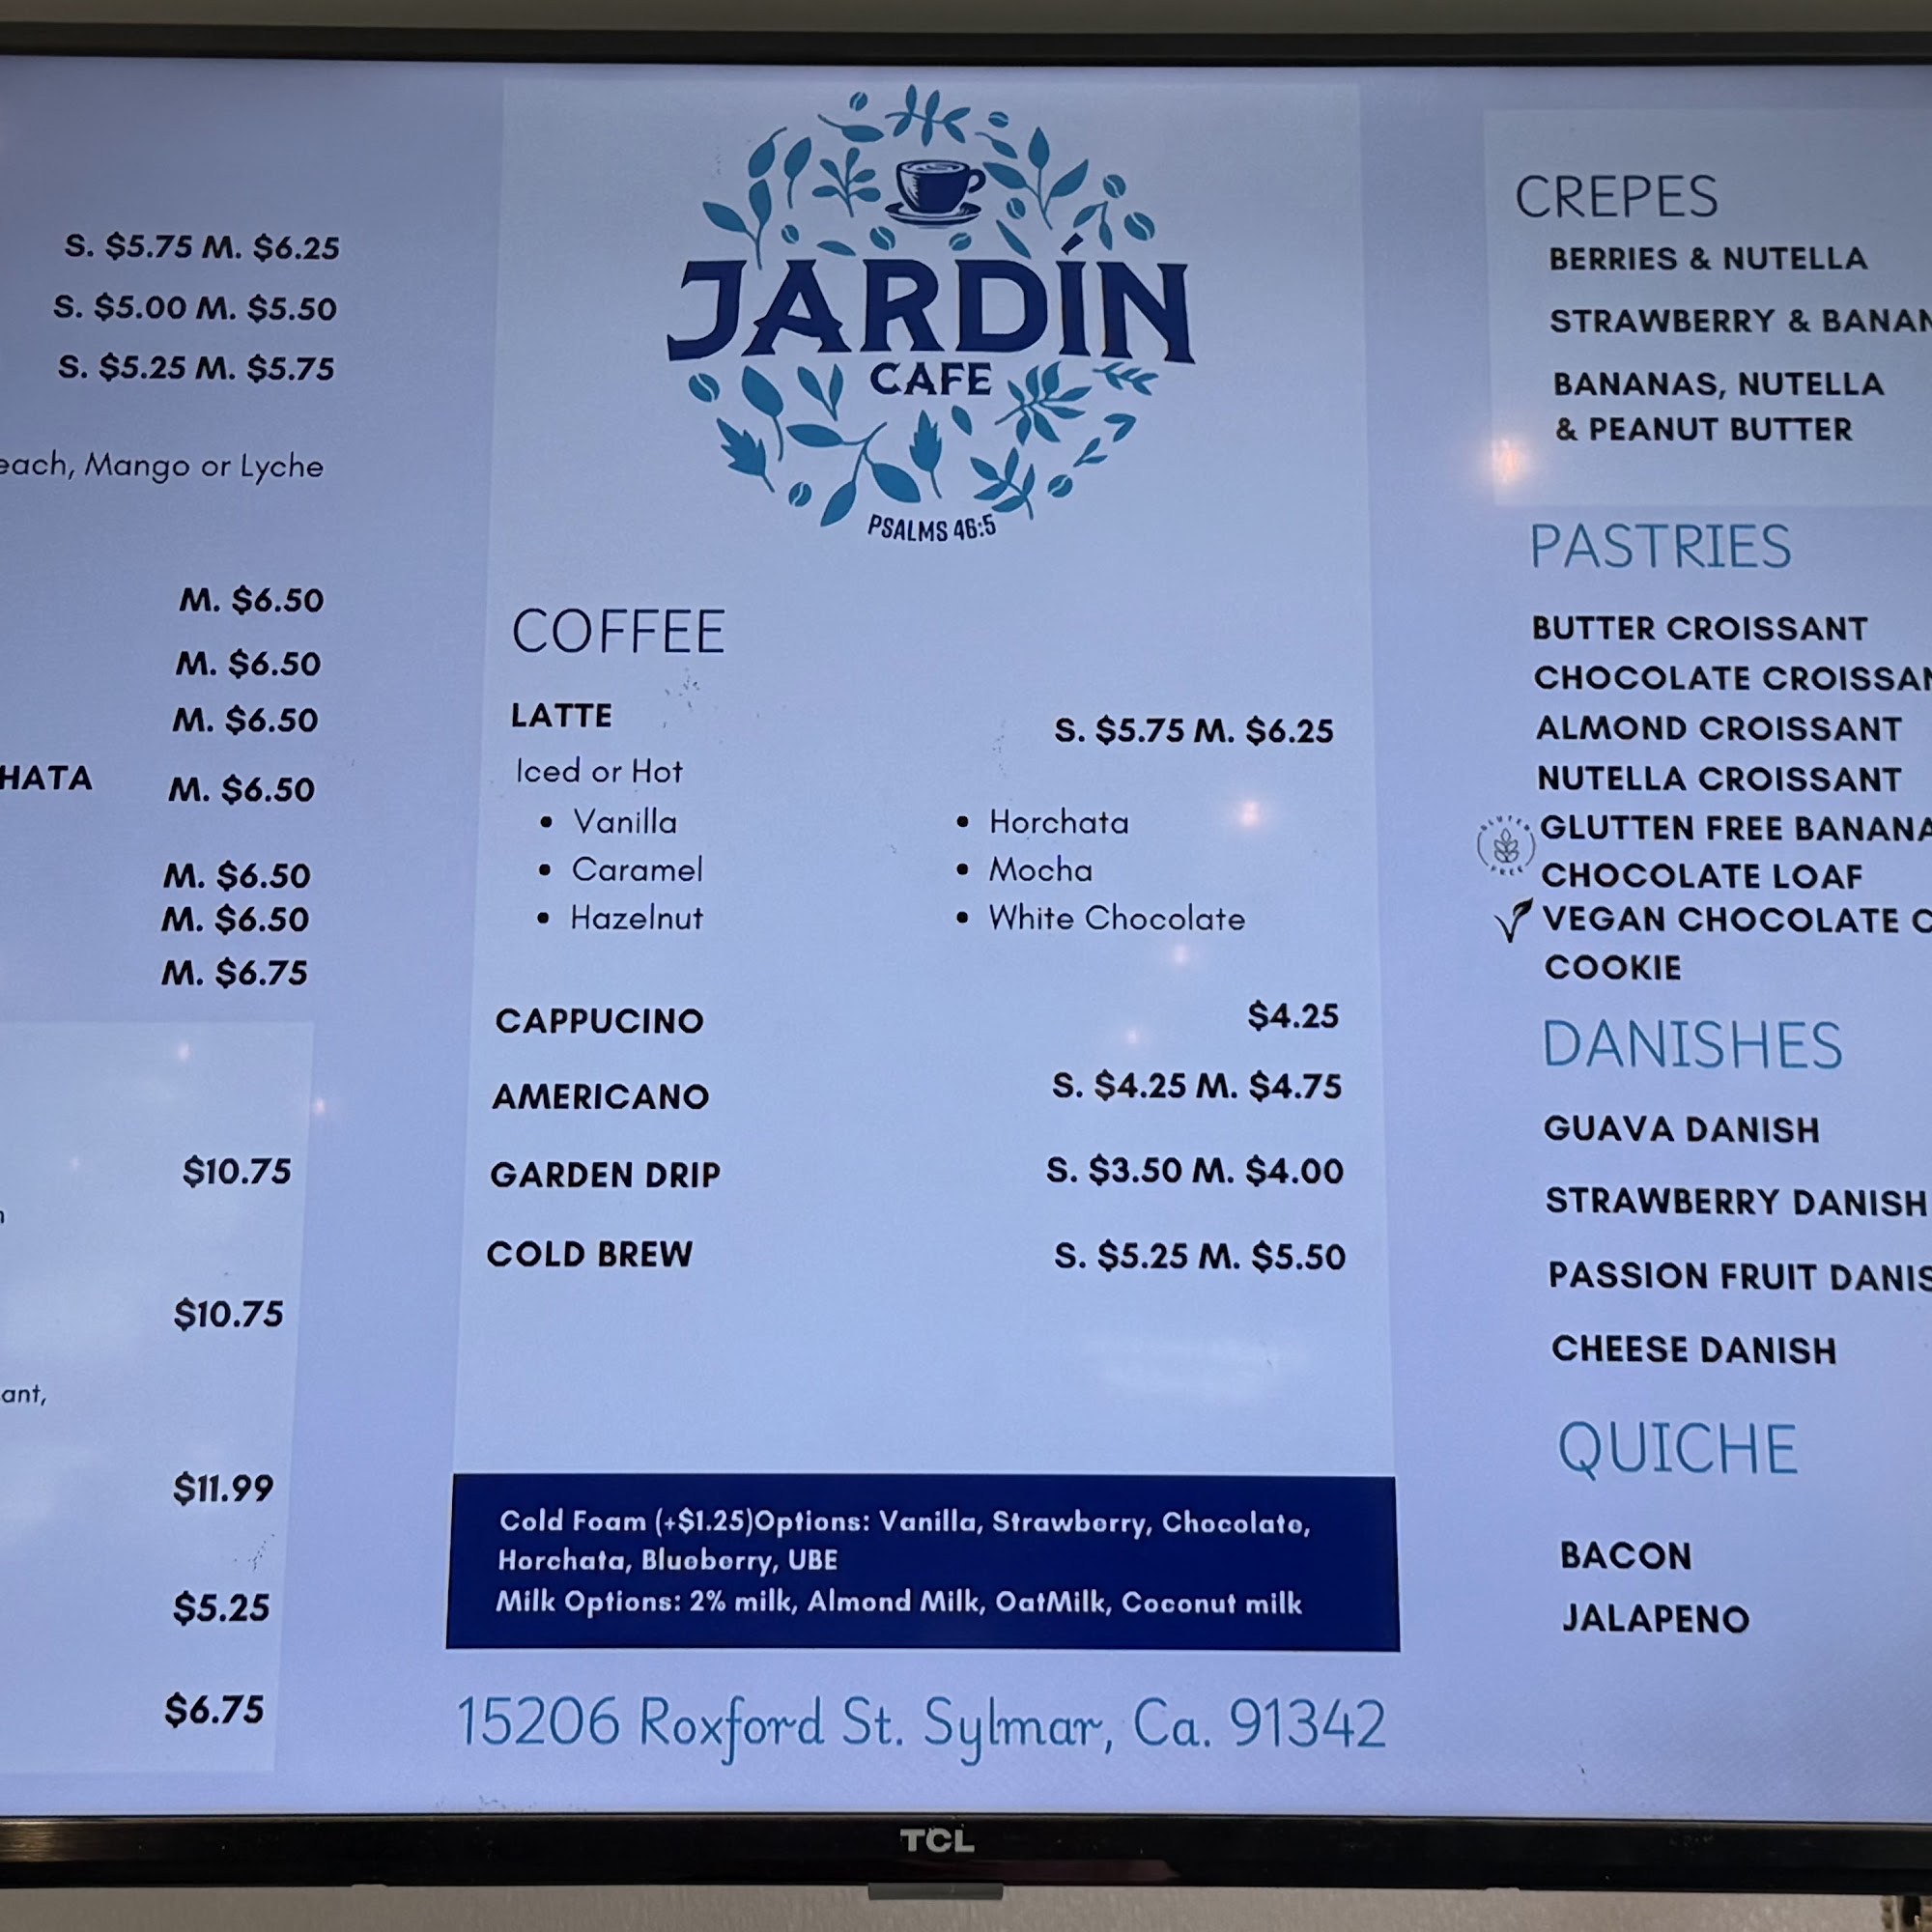 S. $5.75 M. $6.25
S. $5.00 M. $5.50
S. $5.25 M. $5.75
Mango or Lyche
M. $6.50
M. $6.50
M. $6.50
M. $6.50
M. $6.50
M. $6.50
M. $6.75
$10.75
$10.75
$11.99
$5.25
$6.75
JARDÍN
CAFE
PSALMS 46:5
COFFEE
LATTE S. $5.75 M. $6.25
Iced or Hot
• Vanilla
• Caramel
• Hazelnut
• Horchata
• Mocha
• White Chocolate
CAPPUCINO $4.25
AMERICANO S. $4.25 M. $4.75
GARDEN DRIP S. $3.50 M. $4.00
COLD BREW S. $5.25 M. $5.50
Cold Foam (+$1.25)Options: Vanilla, Strawberry, Chocolate,
Horchata, Blueberry, UBE
Milk Options: 2% milk, Almond Milk, OatMilk, Coconut milk
15206 Roxford St. Sylmar, Ca. 91342
CREPES
BERRIES & NUTELLA
STRAWBERRY &
BANANAS, NUTELLA
& PEANUT BUTTER
PASTRIES
BUTTER CROISSANT
CHOCOLATE
ALMOND CROISSANT
NUTELLA CROISSANT
GLUTEN FREE
GLUTTEN FREE BANANA
CHOCOLATE LOAF
VEGAN CHOCOLATE
COOKIE
DANISHES
GUAVA DANISH
STRAWBERRY DANISH
PASSION FRUIT
CHEESE DANISH
QUICHE
BACON
JALAPENO
TCL